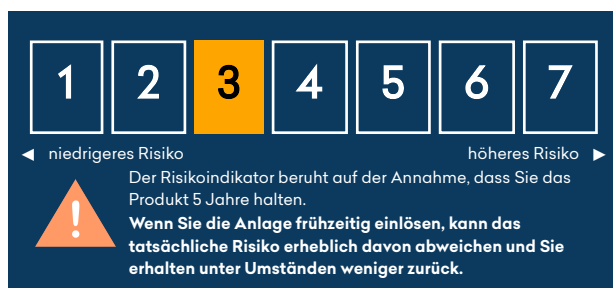 1 2 3 4 5 6 7
◄ niedrigeres Risiko höheres Risiko ►
Der Risikoindikator beruht auf der Annahme, dass Sie das
Produkt 5 Jahre halten.
Wenn Sie die Anlage frühzeitig einlösen, kann das
tatsächliche Risiko erheblich davon abweichen und Sie
erhalten unter Umständen weniger zurück.